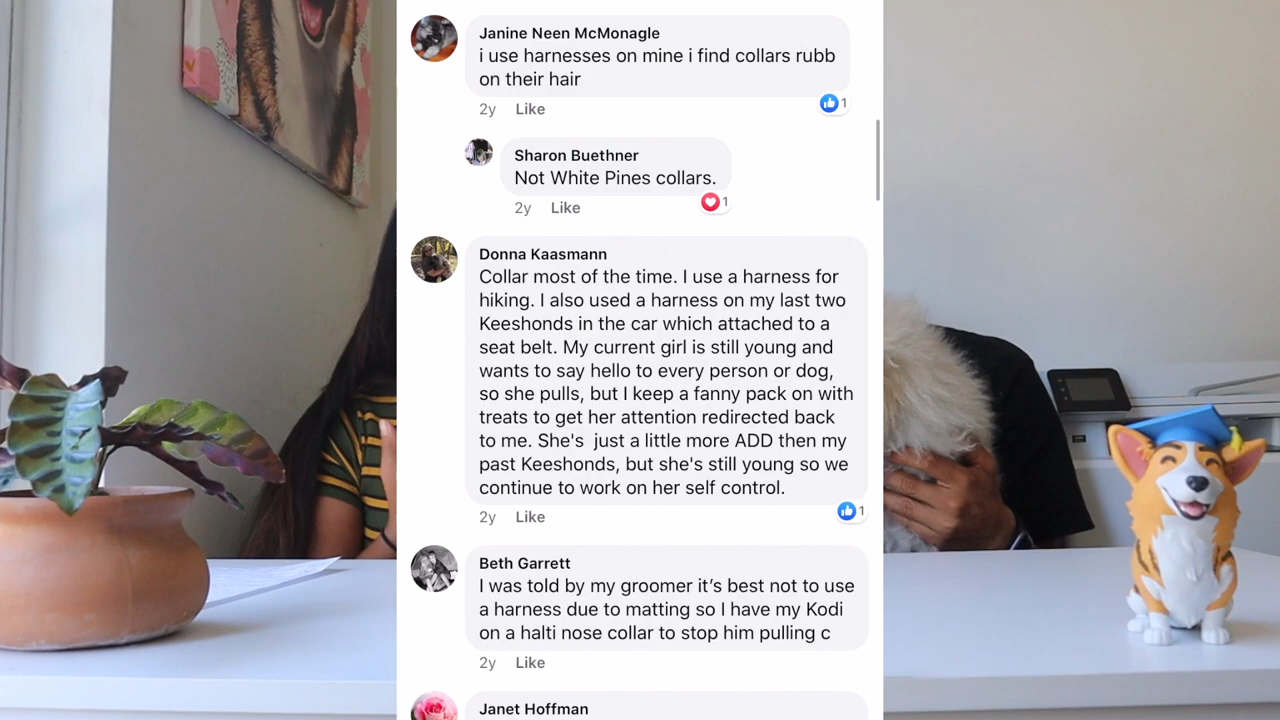 Janine Neen McMonagle
i use harnesses on mine i find collars rubb
on their hair
2y Like
1
Sharon Buethner
Not White Pines collars.
2y Like
1
Donna Kaasmann
Collar most of the time. I use a harness for
hiking. I also used a harness on my last two
Keeshonds in the car which attached to a
seat belt. My current girl is still young and
wants to say hello to every person or dog,
so she pulls, but I keep a fanny pack on with
treats to get her attention redirected back
to me. She's just a little more ADD then my
past Keeshonds, but she's still young so we
continue to work on her self control.
2y Like
1
Beth Garrett
I was told by my groomer it’s best not to use
a harness due to matting so I have my Kodi
on a halti nose collar to stop him pulling c
2y Like
Janet Hoffman